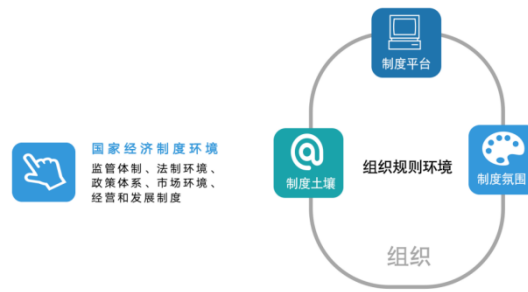 制度平台
国家经济制度环境
监管体制、法制环境、
政策体系、市场环境、
经营和发展制度
制度土壤
组织规则环境
制度氛围
组织